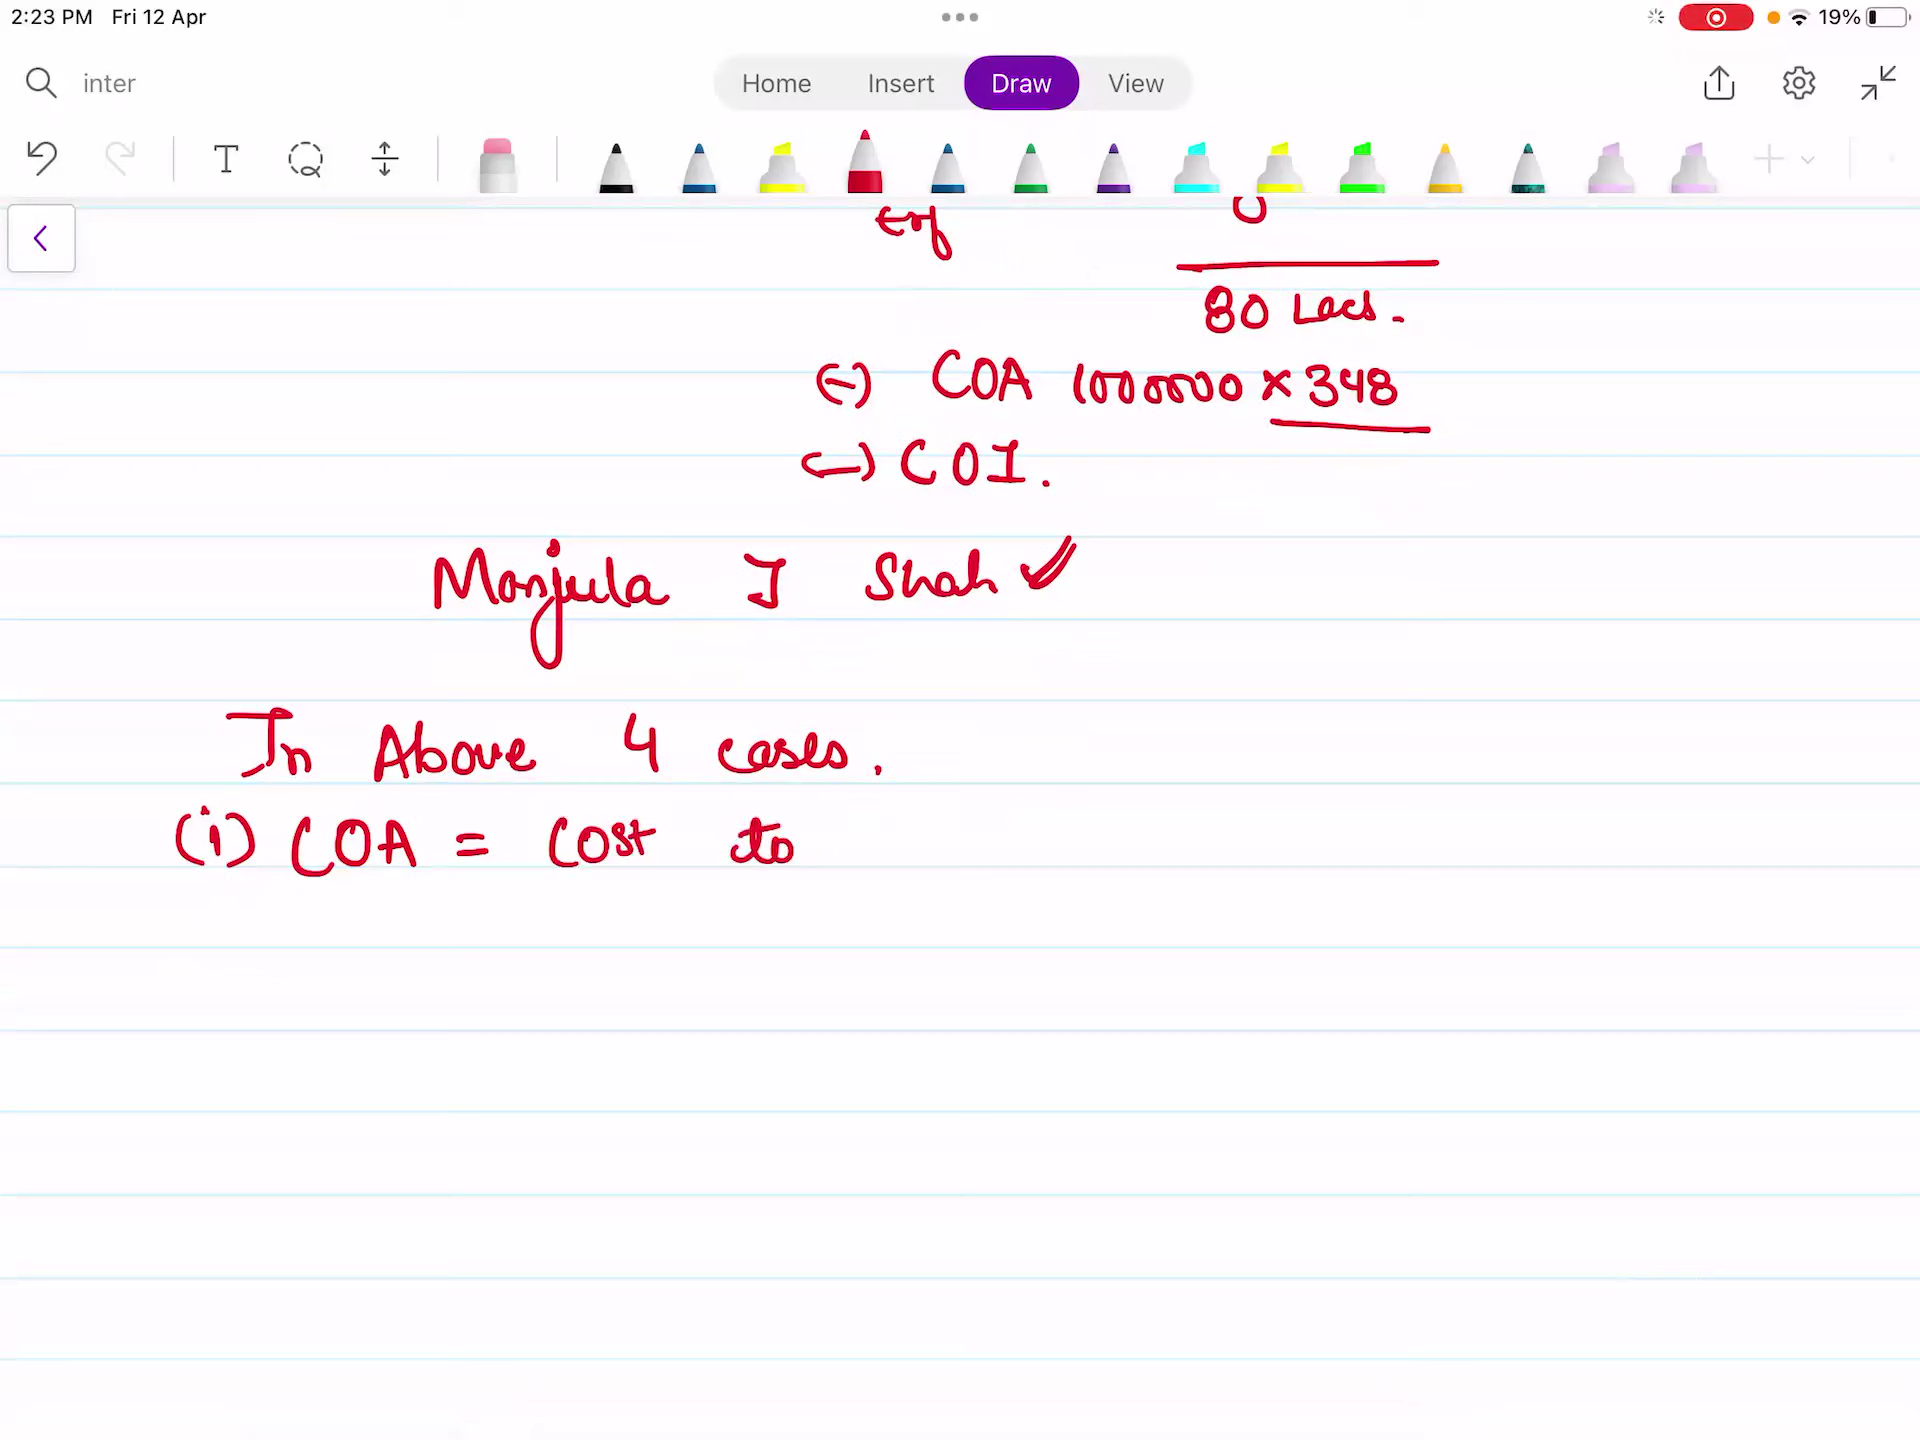 2:23 PM Fri 12 Apr 19%
inter Home Insert Draw View
T
80 Lacs.
(-) COA 1000000 × 348
(-) COI.
Manjula J Shah
In Above 4 cases.
(i) COA = Cost to